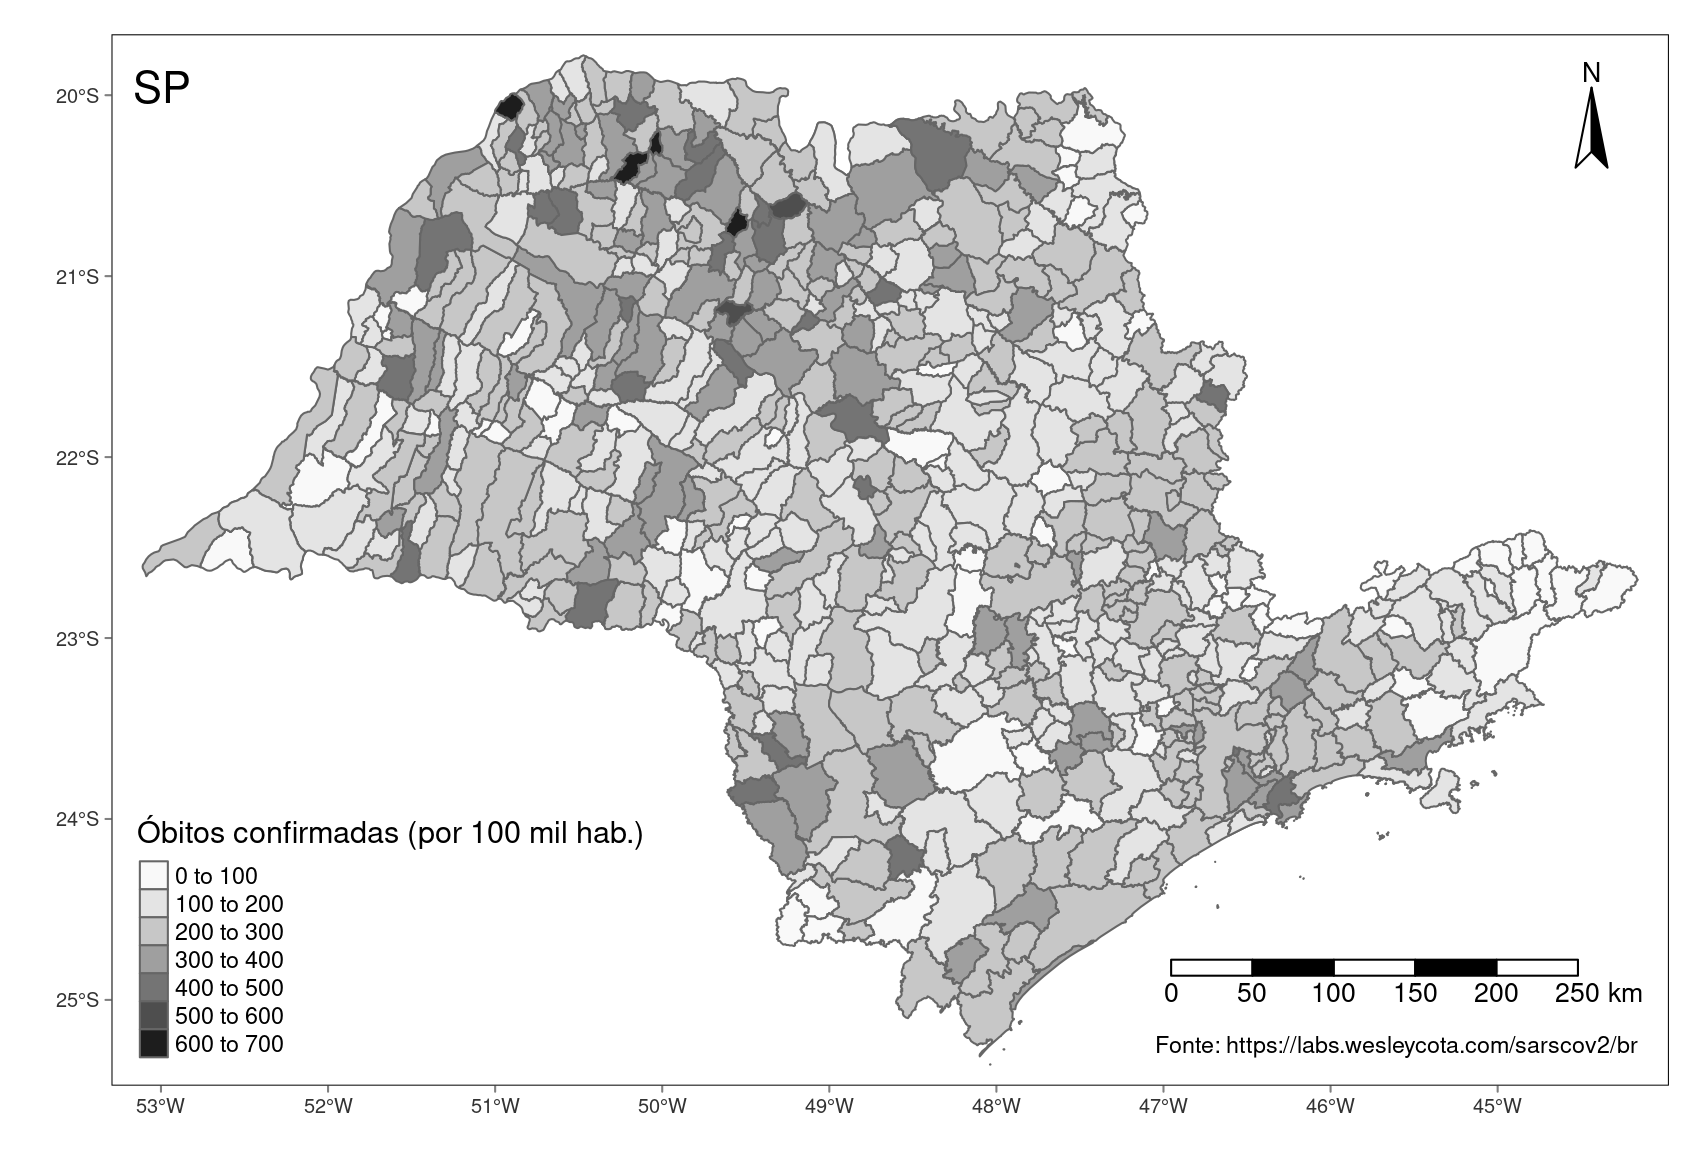 SP
N
20°S
21°S
22°S
23°S
24°S
25°S
Óbitos confirmadas (por 100 mil hab.)
0 to 100
100 to 200
200 to 300
300 to 400
400 to 500
500 to 600
600 to 700
0 50 100 150 200 250 km
Fonte: https://labs.wesleycota.com/sarscov2/br
53°W 52°W 51°W 50°W 49°W 48°W 47°W 46°W 45°W